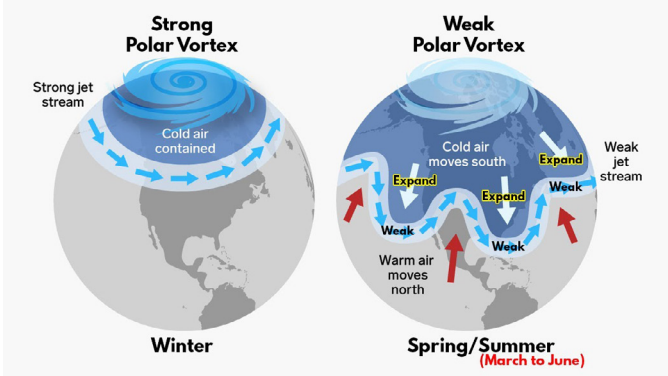 Strong
Polar Vortex
Strong jet
stream
Cold air
contained
Winter
Weak
Polar Vortex
Cold air
moves south
Expand
Expand
Expand
Weak
jet
stream
Weak
Weak
Weak
Warm air
moves
north
Spring/Summer
(March to June)